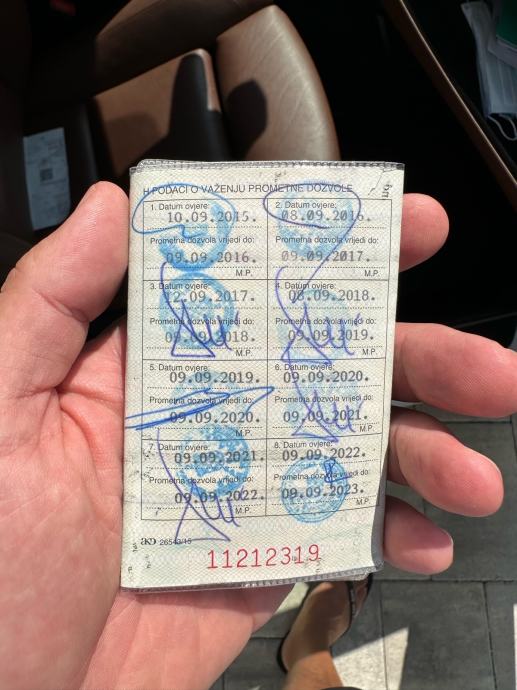 H PODACI O VAŽENJU PROMETNE DOZVOLE
1. Datum ovjere:
10.09.2015.
Prometna dozvola vrijedi do:
09.09.2016.
M.P.
2. Datum ovjere:
08.09.2016.
Prometna dozvola vrijedi do:
09.09.2017.
M.P.
3. Datum ovjere:
12.09.2017.
Prometna dozvola vrijedi do:
09.09.2018.
M.P.
4. Datum ovjere:
08.09.2018.
Prometna dozvola vrijedi do:
09.09.2019.
M.P.
5. Datum ovjere:
09.09.2019.
Prometna dozvola vrijedi do:
09.09.2020.
M.P.
6. Datum ovjere:
09.09.2020.
Prometna dozvola vrijedi do:
09.09.2021.
M.P.
7. Datum ovjere:
09.09.2021.
Prometna dozvola vrijedi do:
09.09.2022.
M.P.
8. Datum ovjere:
09.09.2022.
Prometna dozvola vrijedi do:
09.09.2023.
M.P.
11212319